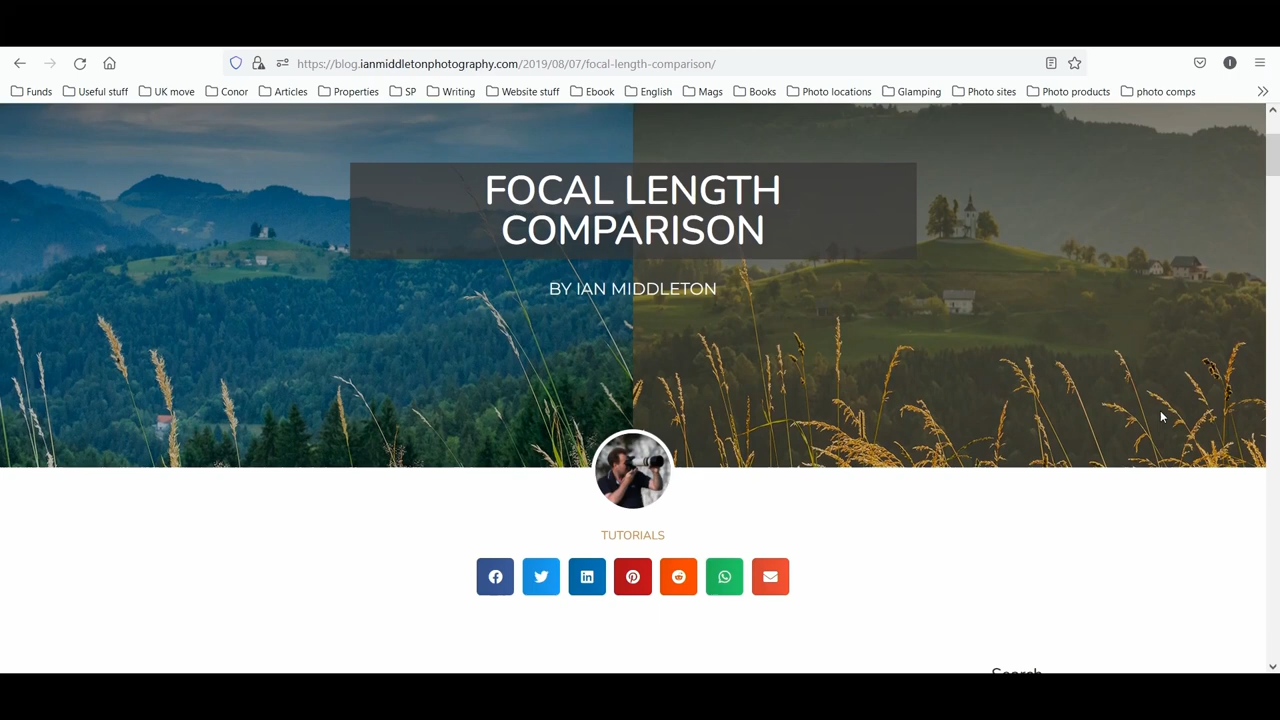 https://blog.ianmiddletonphotography.com/2019/08/07/focal-length-comparison/
Funds Useful stuff UK move Conor Articles Properties SP Writing Website stuff Ebook English Mags Books Photo locations Glamping Photo sites Photo products photo comps
FOCAL LENGTH
COMPARISON
BY IAN MIDDLETON
TUTORIALS
Search